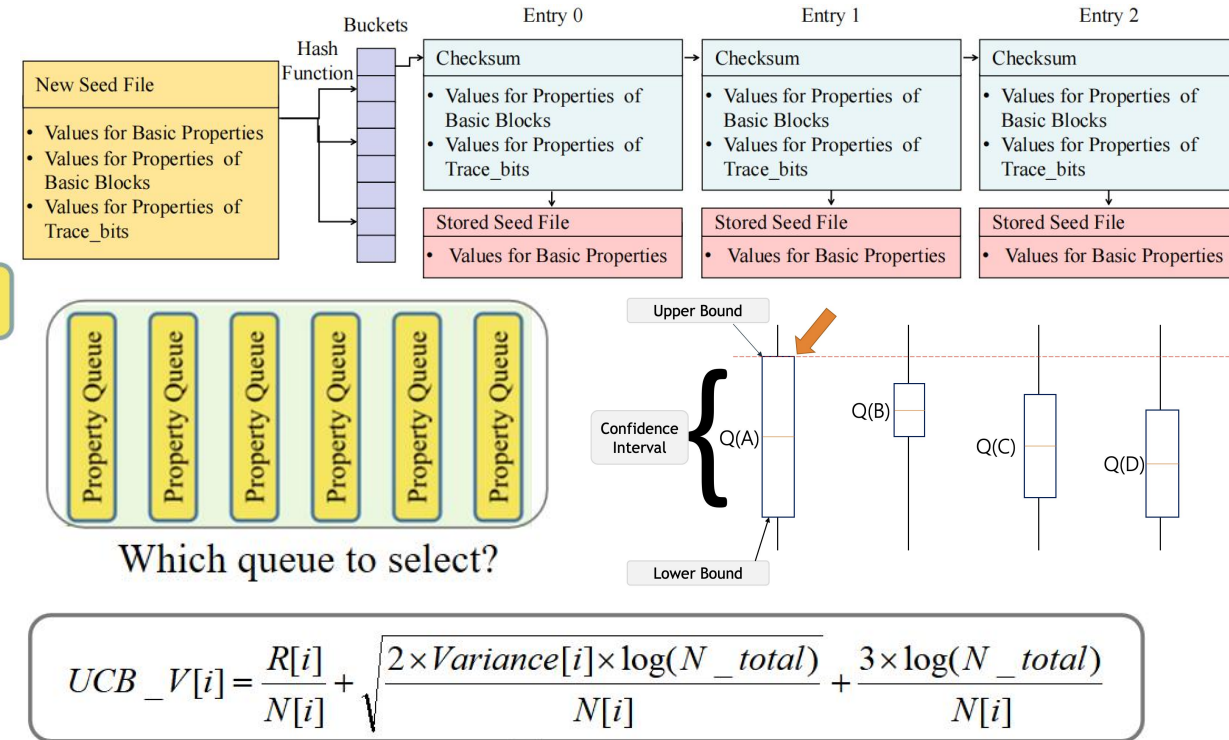 Entry 0
Entry 1
Entry 2
Buckets
Hash
Function
New Seed File
• Values for Basic Properties
• Values for Properties of
Basic Blocks
• Values for Properties of
Trace_bits
Checksum
• Values for Properties of
Basic Blocks
• Values for Properties of
Trace_bits
Stored Seed File
• Values for Basic Properties
Checksum
• Values for Properties of
Basic Blocks
• Values for Properties of
Trace_bits
Stored Seed File
• Values for Basic Properties
Checksum
• Values for Properties of
Basic Blocks
• Values for Properties of
Trace_bits
Stored Seed File
• Values for Basic Properties
Property Queue
Property Queue
Property Queue
Property Queue
Property Queue
Property Queue
Which queue to select?
Upper Bound
Confidence
Interval
Q(A)
Q(B)
Q(C)
Q(D)
Lower Bound
UCB _ V[i] = R[i] / N[i] + √(2×Variance[i]×log(N _ total) / N[i]) + 3×log(N _ total) / N[i]